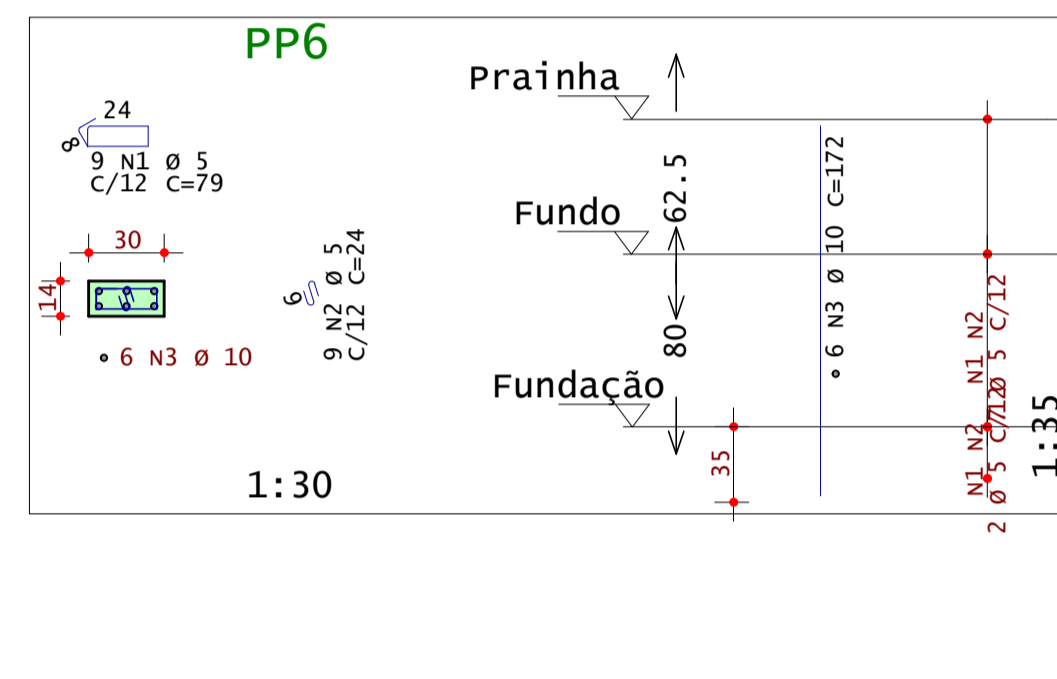 PP6
24
8
9 N1 Ø 5
C/12 C=79
30
14
6 N3 Ø 10
6
9 N2 Ø 5
C/12 C=24
1:30
Prainha
62.5
Fundo
80
Fundação
35
6 N3 Ø 10 C=172
N1 N2
Ø 5 C/12
N1 N2
2 Ø 5 C/12
1:35